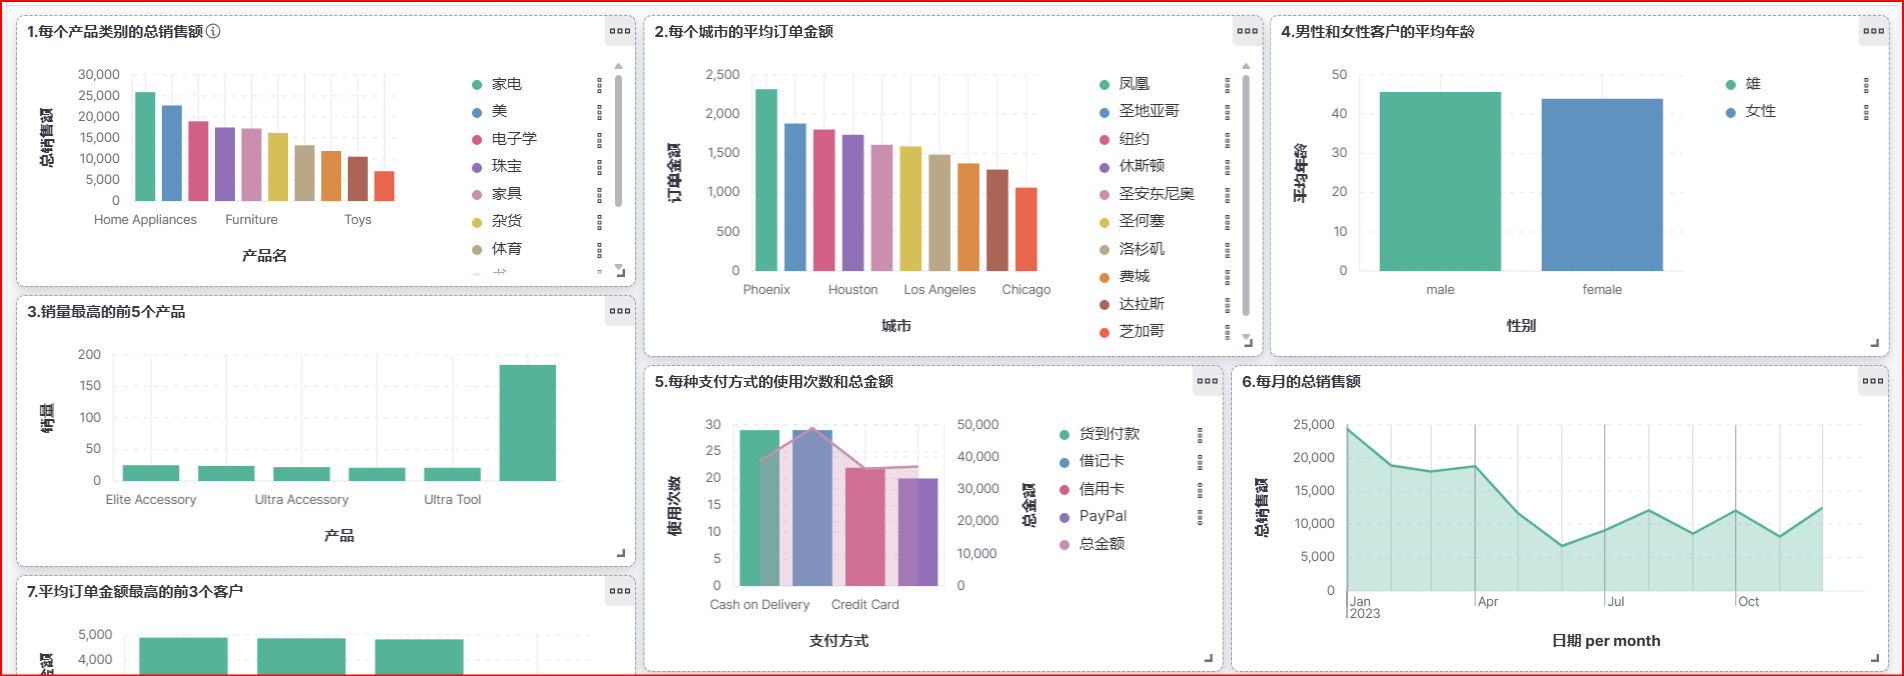 1.每个产品类别的总销售额
30,000
25,000
20,000
15,000
10,000
5,000
0
总销售额
Home Appliances
Furniture
Toys
产品名
家电
美
电子学
珠宝
家具
杂货
体育
2.每个城市的平均订单金额
2,500
2,000
1,500
1,000
500
0
订单金额
Phoenix
Houston
Los Angeles
Chicago
城市
凤凰
圣地亚哥
纽约
休斯顿
圣安东尼奥
圣何塞
洛杉矶
费城
达拉斯
芝加哥
4.男性和女性客户的平均年龄
50
40
30
20
10
0
平均年龄
male
female
性别
雄
女性
3.销量最高的前5个产品
200
150
100
50
0
销量
Elite Accessory
Ultra Accessory
Ultra Tool
产品
5.每种支付方式的使用次数和总金额
30
25
20
15
10
5
0
使用次数
50,000
40,000
30,000
20,000
10,000
0
总金额
Cash on Delivery
Credit Card
支付方式
货到付款
借记卡
信用卡
PayPal
总金额
6.每月的总销售额
25,000
20,000
15,000
10,000
5,000
0
总销售额
Jan
2023
Apr
Jul
Oct
日期 per month
7.平均订单金额最高的前3个客户
5,000
4,000
金额